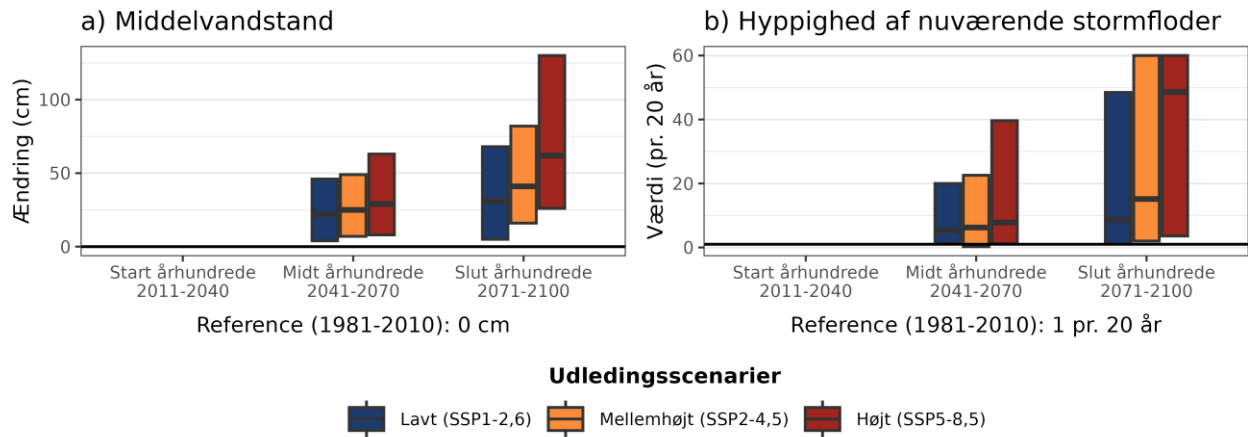 a) Middelvandstand
Ændring (cm)
100
50
0
Start århundrede
2011-2040
Midt århundrede
2041-2070
Slut århundrede
2071-2100
Reference (1981-2010): 0 cm
b) Hyppighed af nuværende stormfloder
Værdi (pr. 20 år)
60
40
20
0
Start århundrede
2011-2040
Midt århundrede
2041-2070
Slut århundrede
2071-2100
Reference (1981-2010): 1 pr. 20 år
Udledingsscenarier
Lavt (SSP1-2,6)
Mellemhøjt (SSP2-4,5)
Højt (SSP5-8,5)